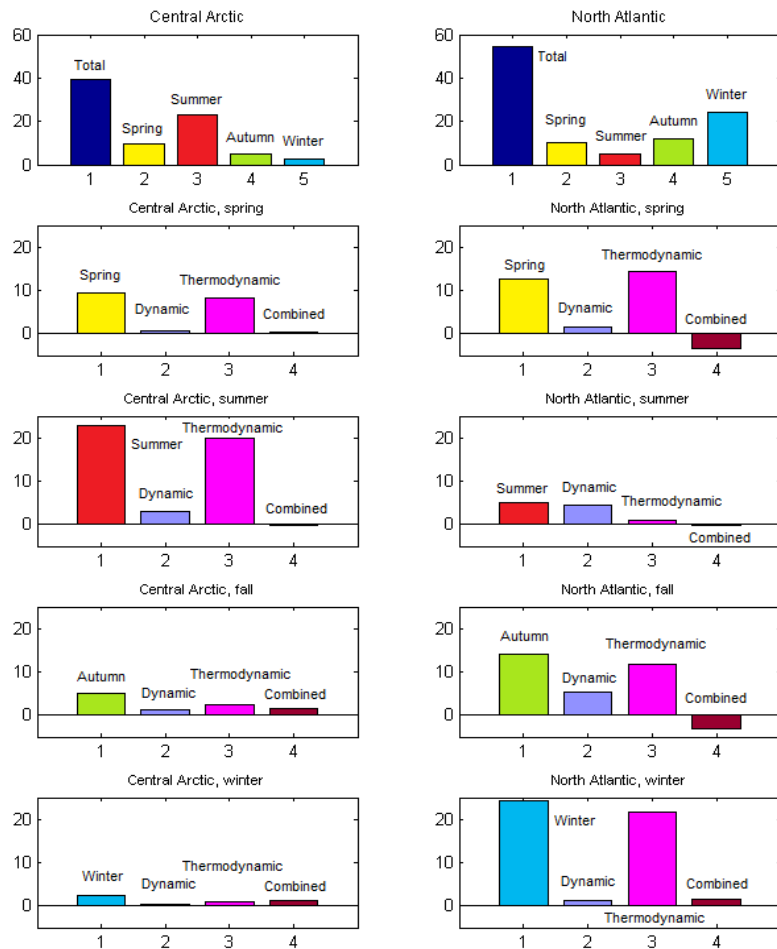 Central Arctic
North Atlantic
60
40
20
0
Total
Spring
Summer
Autumn
Winter
1 2 3 4 5
60
40
20
0
Total
Spring
Summer
Autumn
Winter
1 2 3 4 5
Central Arctic, spring
20
10
0
Spring
Dynamic
Thermodynamic
Combined
1 2 3 4
North Atlantic, spring
20
10
0
Spring
Dynamic
Thermodynamic
Combined
1 2 3 4
Central Arctic, summer
20
10
0
Summer
Dynamic
Thermodynamic
Combined
1 2 3 4
North Atlantic, summer
20
10
0
Summer
Dynamic
Thermodynamic
Combined
1 2 3 4
Central Arctic, fall
20
10
0
Autumn
Dynamic
Thermodynamic
Combined
1 2 3 4
North Atlantic, fall
20
10
0
Autumn
Dynamic
Thermodynamic
Combined
1 2 3 4
Central Arctic, winter
20
10
0
Winter
Dynamic
Thermodynamic
Combined
1 2 3 4
North Atlantic, winter
20
10
0
Winter
Dynamic
Thermodynamic
Combined
1 2 3 4